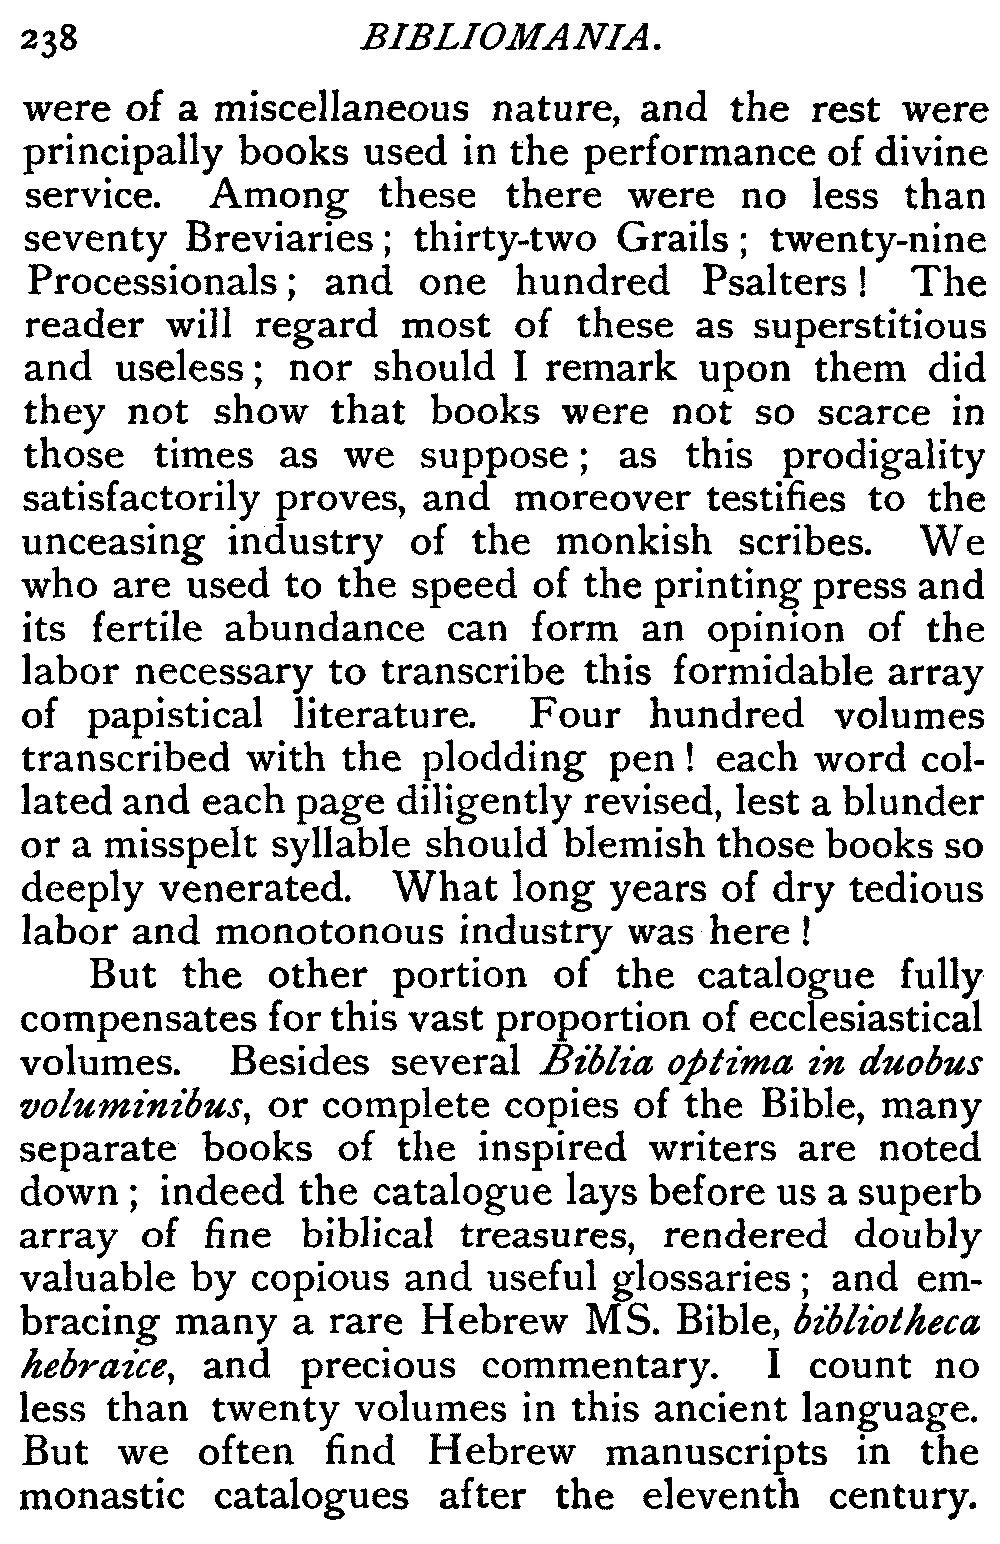 238 BIBLIOMANIA.
were of a miscellaneous nature, and the rest were
principally books used in the performance of divine
service. Among these there were no less than
seventy Breviaries; thirty-two Grails; twenty-nine
Processionals; and one hundred Psalters! The
reader will regard most of these as superstitious
and useless; nor should I remark upon them did
they not show that books were not so scarce in
those times as we suppose; as this prodigality
satisfactorily proves, and moreover testifies to the
unceasing industry of the monkish scribes. We
who are used to the speed of the printing press and
its fertile abundance can form an opinion of the
labor necessary to transcribe this formidable array
of papistical literature. Four hundred volumes
transcribed with the plodding pen! each word col-
lated and each page diligently revised, lest a blunder
or a misspelt syllable should blemish those books so
deeply venerated. What long years of dry tedious
labor and monotonous industry was here!
But the other portion of the catalogue fully
compensates for this vast proportion of ecclesiastical
volumes. Besides several Biblia optima in duobus
voluminibus, or complete copies of the Bible, many
separate books of the inspired writers are noted
down; indeed the catalogue lays before us a superb
array of fine biblical treasures, rendered doubly
valuable by copious and useful glossaries; and em-
bracing many a rare Hebrew MS. Bible, bibliotheca
hebraice, and precious commentary. I count no
less than twenty volumes in this ancient language.
But we often find Hebrew manuscripts in the
monastic catalogues after the eleventh century.